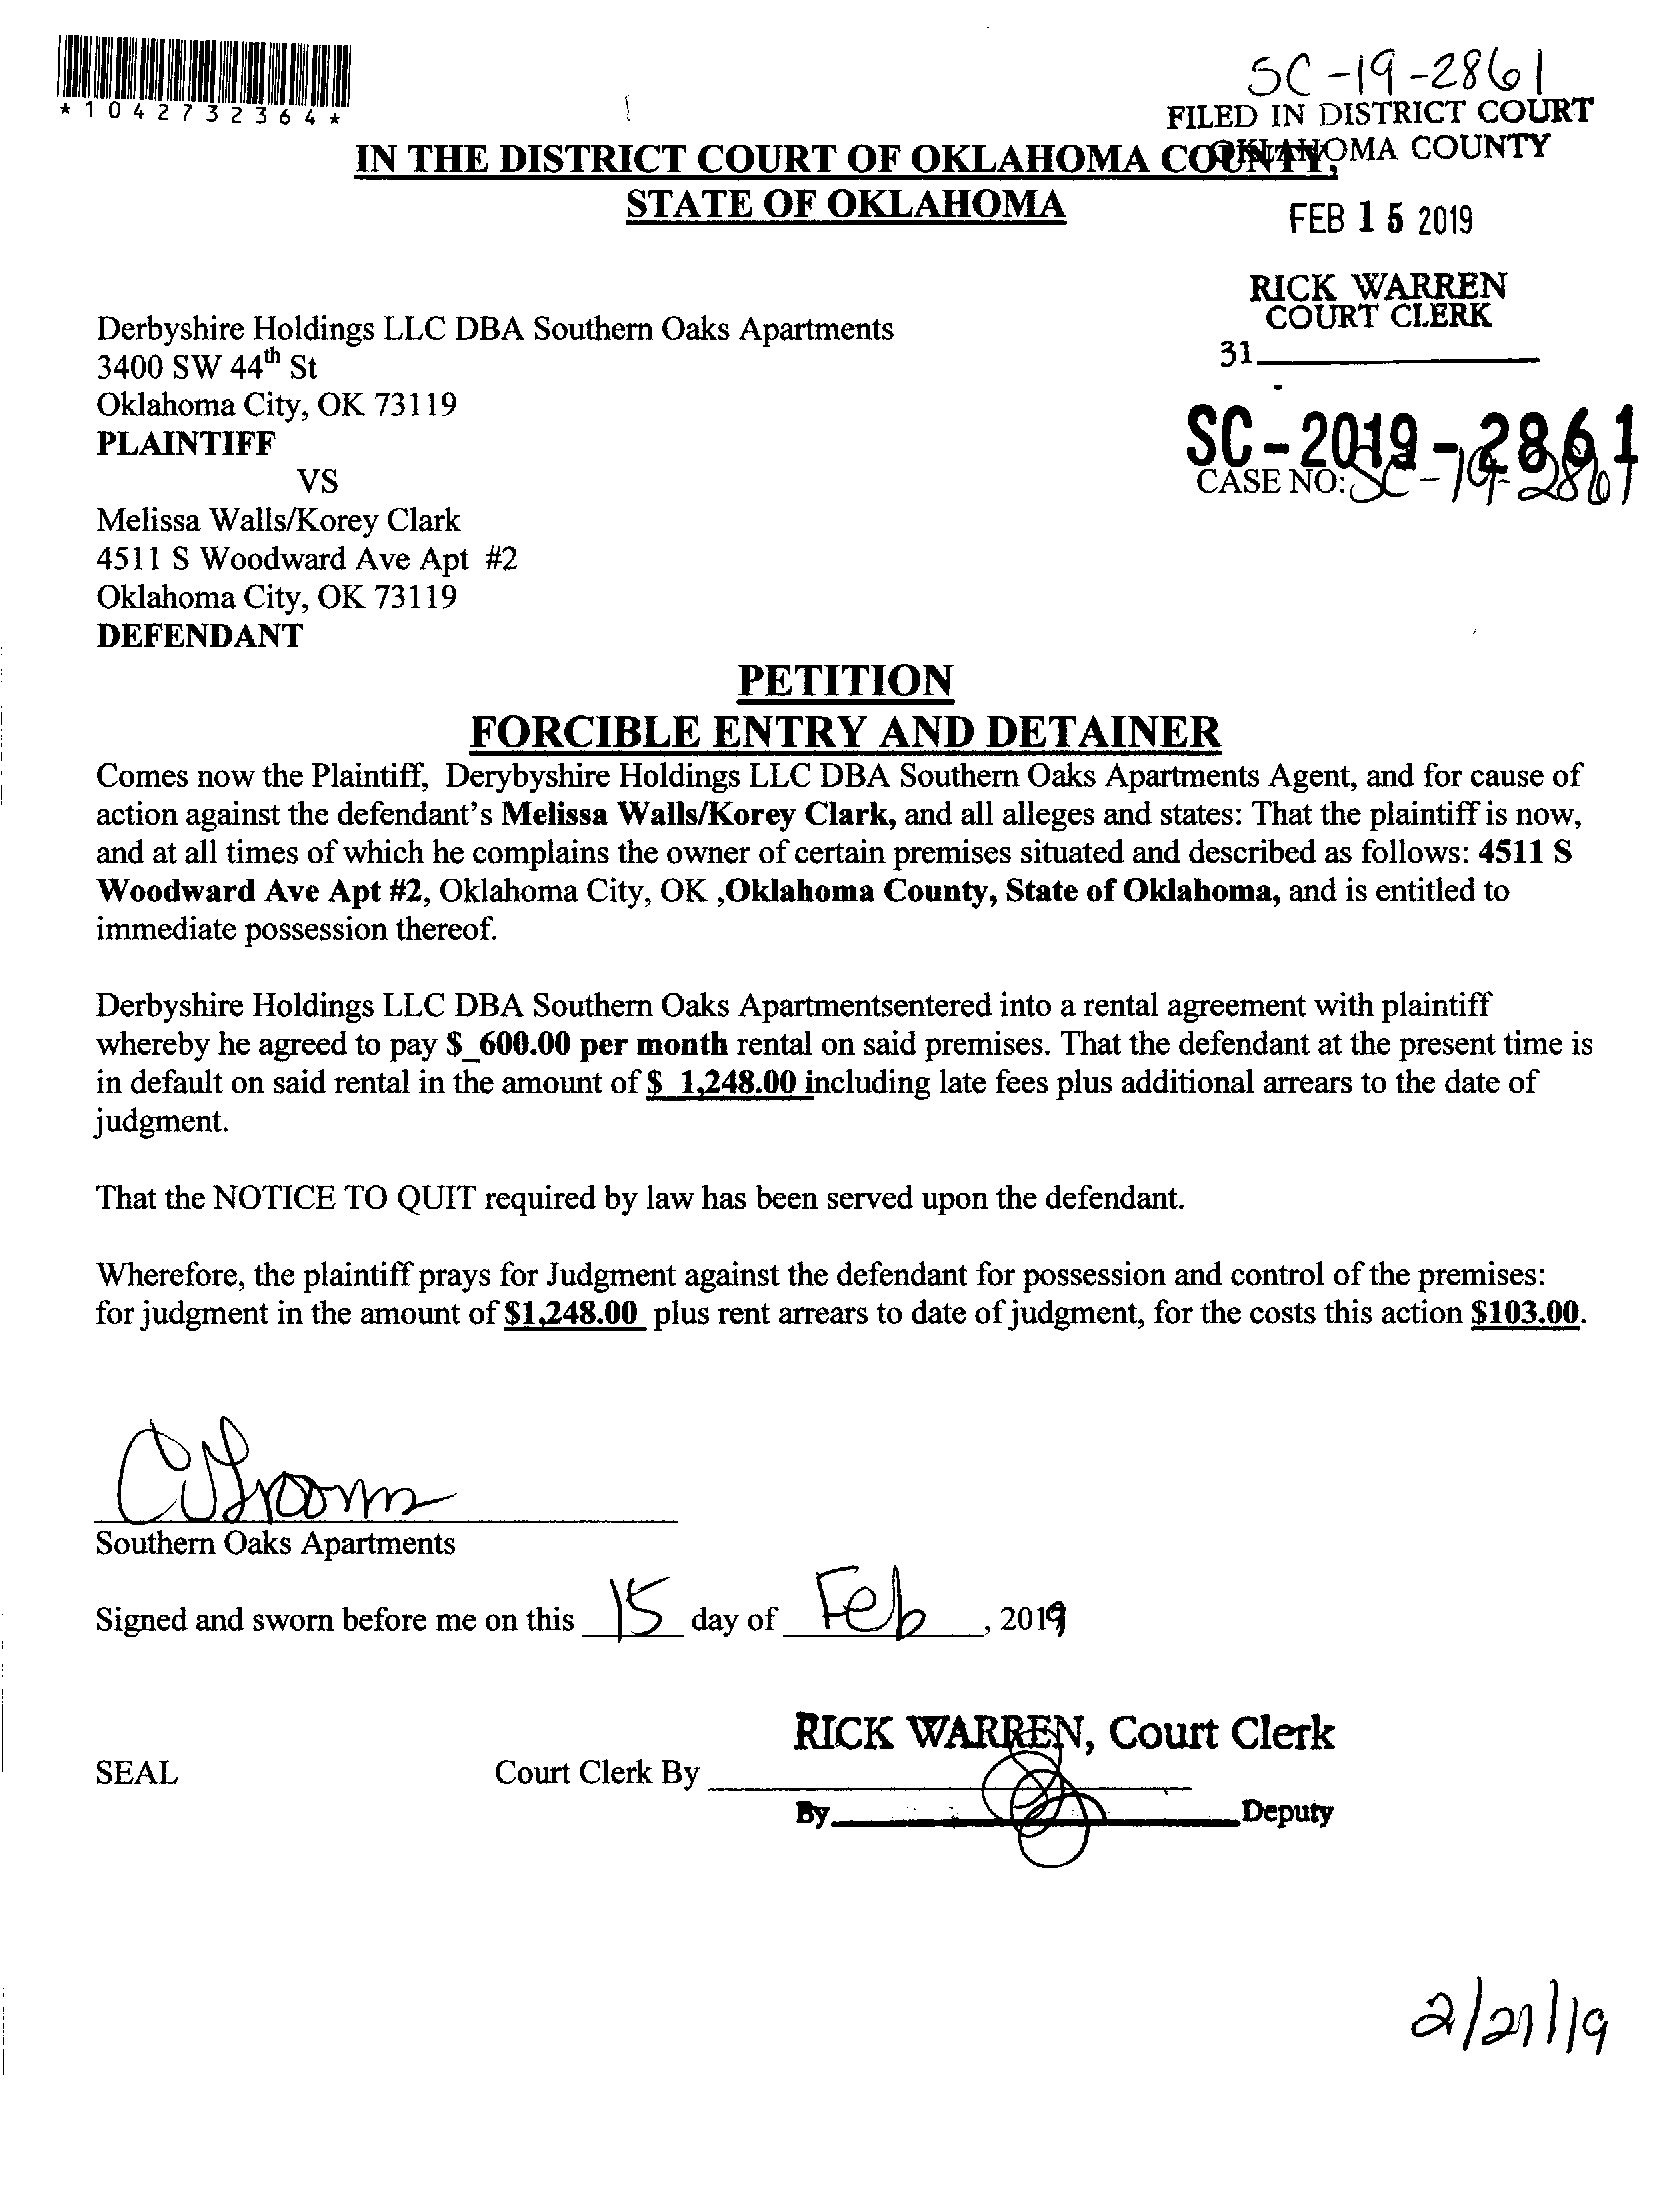 *1042732364*
SC-19-2861
FILED IN DISTRICT COURT
OKLAHOMA COUNTY
IN THE DISTRICT COURT OF OKLAHOMA COUNTY,
STATE OF OKLAHOMA
FEB 15 2019
RICK WARREN
COURT CLERK
31
Derbyshire Holdings LLC DBA Southern Oaks Apartments
3400 SW 44th St
Oklahoma City, OK 73119
PLAINTIFF
SC-2019-2861
VS
CASE NO: SC-19-2861
Melissa Walls/Korey Clark
4511 S Woodward Ave Apt #2
Oklahoma City, OK 73119
DEFENDANT
PETITION
FORCIBLE ENTRY AND DETAINER
Comes now the Plaintiff, Derybyshire Holdings LLC DBA Southern Oaks Apartments Agent, and for cause of
action against the defendant's Melissa Walls/Korey Clark, and all alleges and states: That the plaintiff is now,
and at all times of which he complains the owner of certain premises situated and described as follows: 4511 S
Woodward Ave Apt #2, Oklahoma City, OK ,Oklahoma County, State of Oklahoma, and is entitled to
immediate possession thereof.
Derbyshire Holdings LLC DBA Southern Oaks Apartmentsentered into a rental agreement with plaintiff
whereby he agreed to pay $_600.00 per month rental on said premises. That the defendant at the present time is
in default on said rental in the amount of $ 1,248.00 including late fees plus additional arrears to the date of
judgment.
That the NOTICE TO QUIT required by law has been served upon the defendant.
Wherefore, the plaintiff prays for Judgment against the defendant for possession and control of the premises:
for judgment in the amount of $1,248.00 plus rent arrears to date of judgment, for the costs this action $103.00.
Southern Oaks Apartments
Signed and sworn before me on this 15 day of Feb, 2019
RICK WARREN, Court Clerk
SEAL Court Clerk By
By Deputy